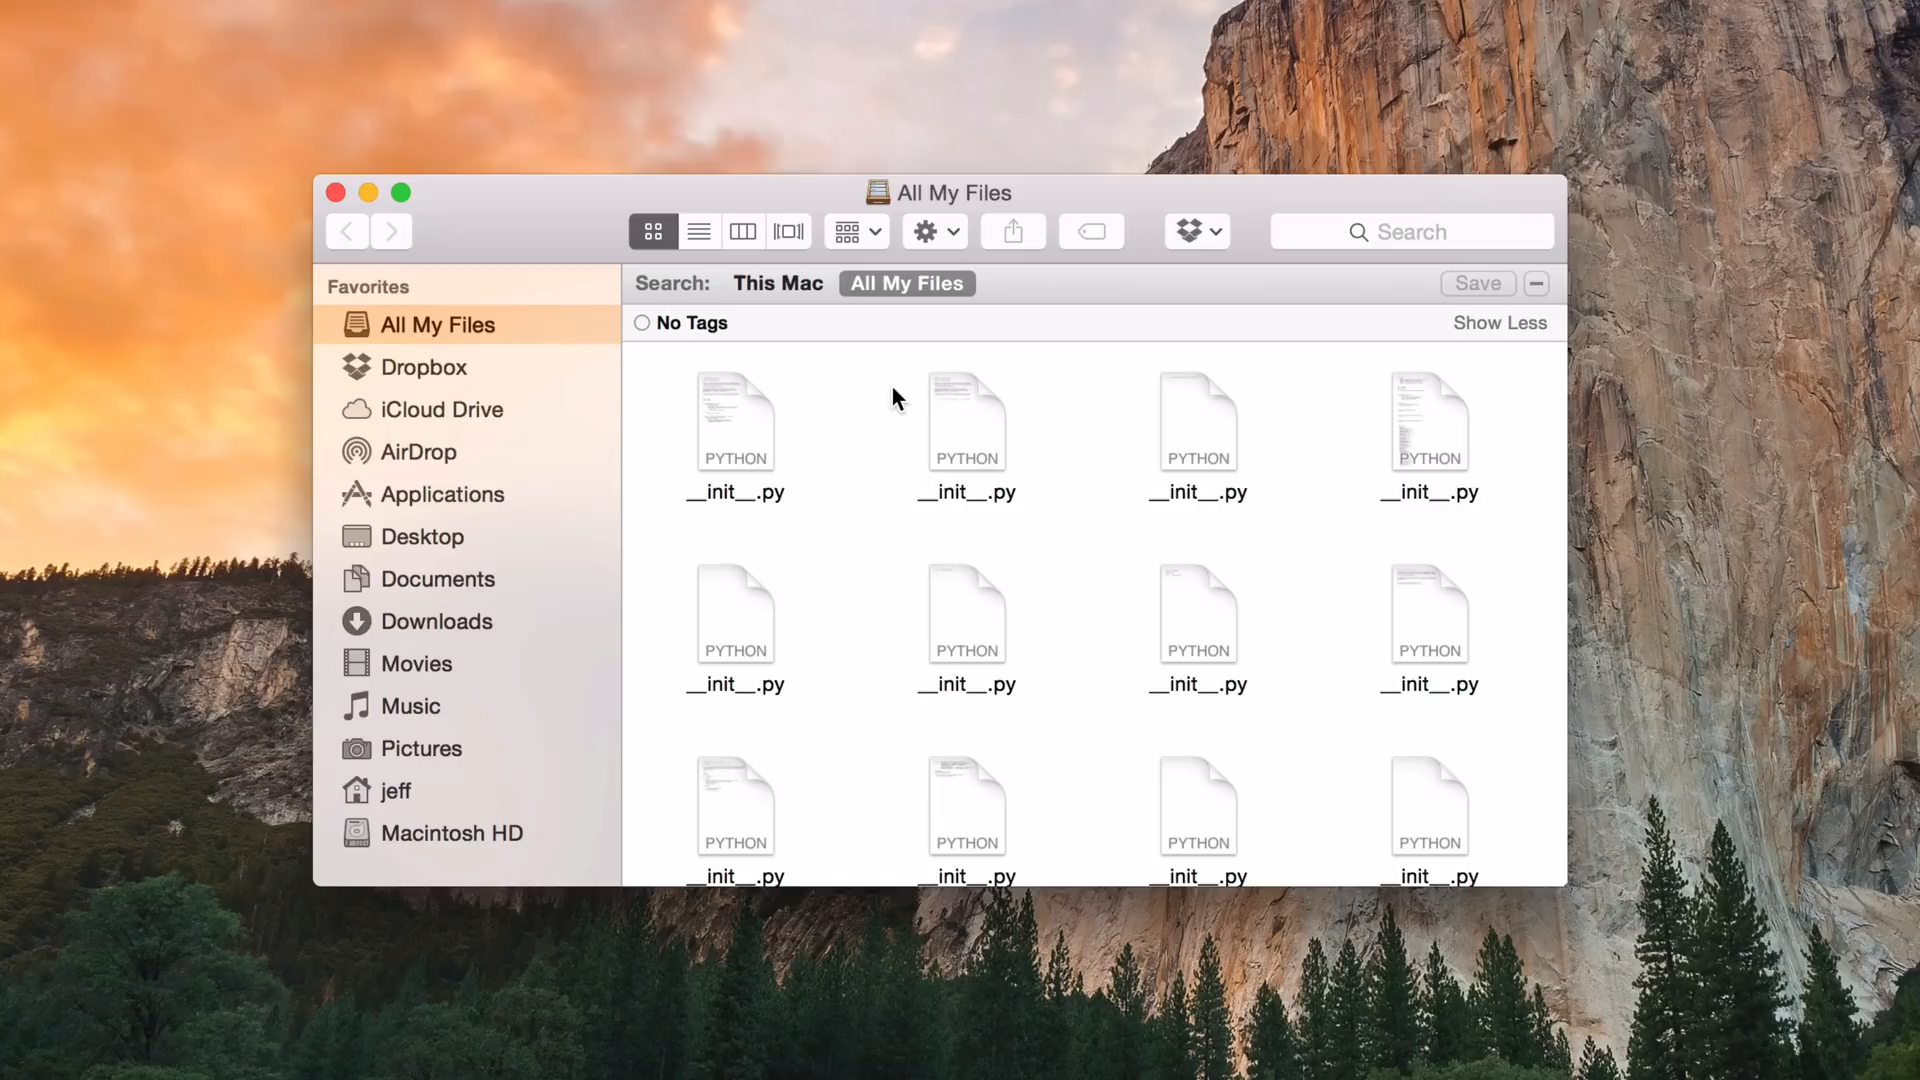 All My Files
Search
Favorites
All My Files
Dropbox
iCloud Drive
AirDrop
Applications
Desktop
Documents
Downloads
Movies
Music
Pictures
jeff
Macintosh HD
Search: This Mac All My Files Save
No Tags Show Less
PYTHON PYTHON PYTHON PYTHON
__init__.py __init__.py __init__.py __init__.py
PYTHON PYTHON PYTHON PYTHON
__init__.py __init__.py __init__.py __init__.py
PYTHON PYTHON PYTHON PYTHON
__init__.py __init__.py __init__.py __init__.py